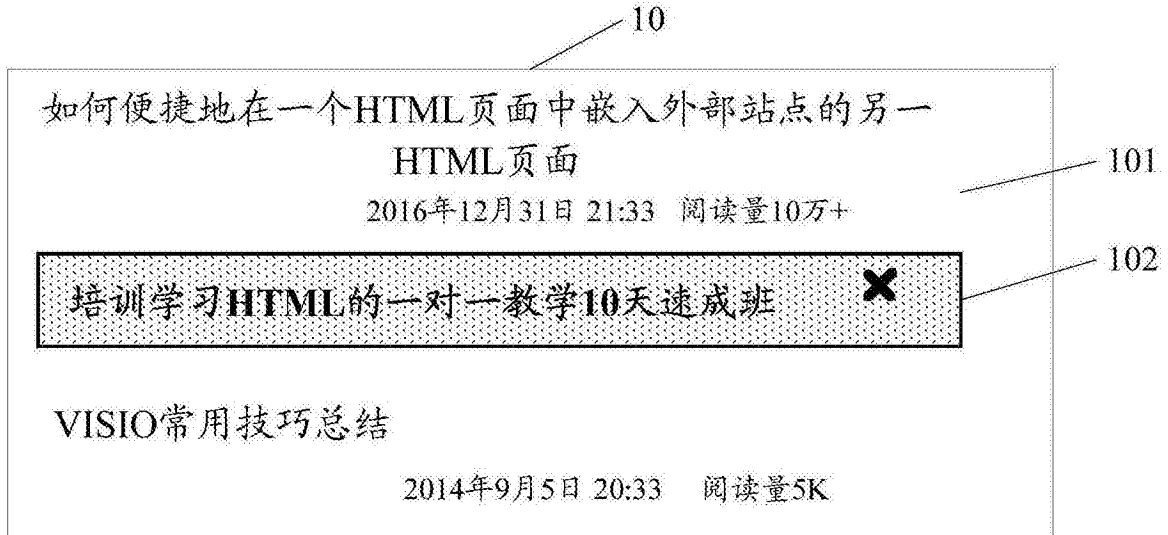 10
如何便捷地在一个HTML页面中嵌入外部站点的另一
HTML页面
101
2016年12月31日 21:33 阅读量10万+
102
培训学习HTML的一对一教学10天速成班
VISIO常用技巧总结
2014年9月5日 20:33 阅读量5K